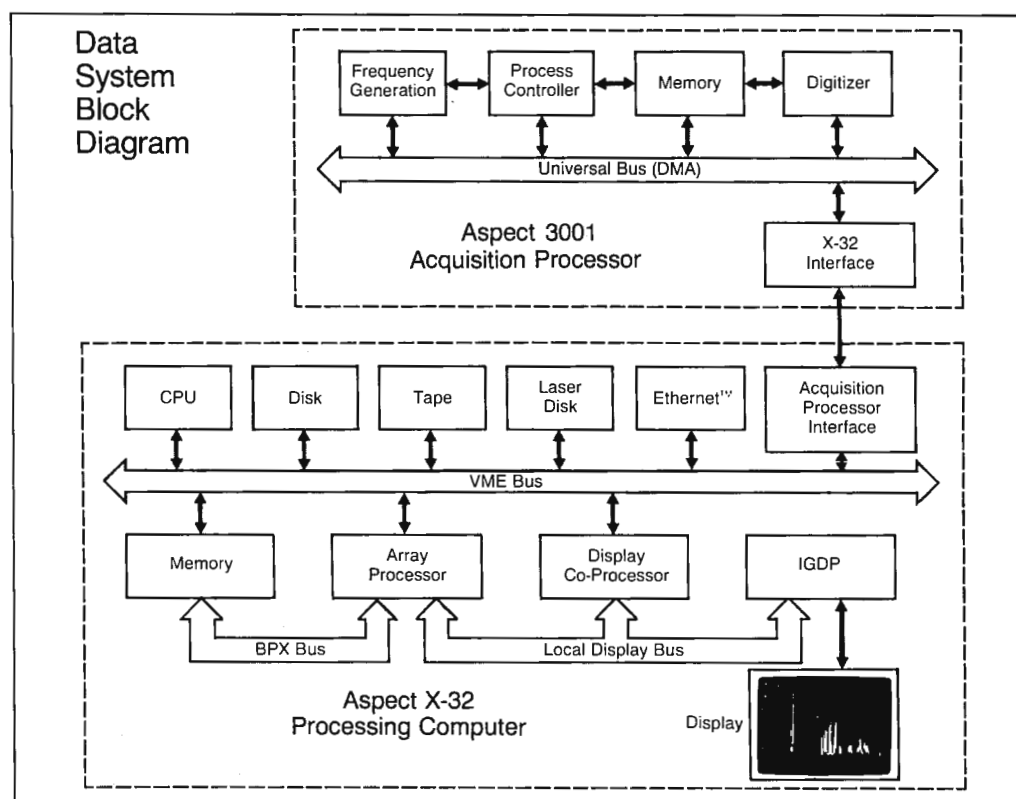 Data
System
Block
Diagram
Frequency
Generation
Process
Controller
Memory
Digitizer
Universal Bus (DMA)
Aspect 3001
Acquisition Processor
X-32
Interface
CPU
Disk
Tape
Laser
Disk
Ethernet™
Acquisition
Processor
Interface
VME Bus
Memory
Array
Processor
Display
Co-Processor
IGDP
BPX Bus
Local Display Bus
Aspect X-32
Processing Computer
Display